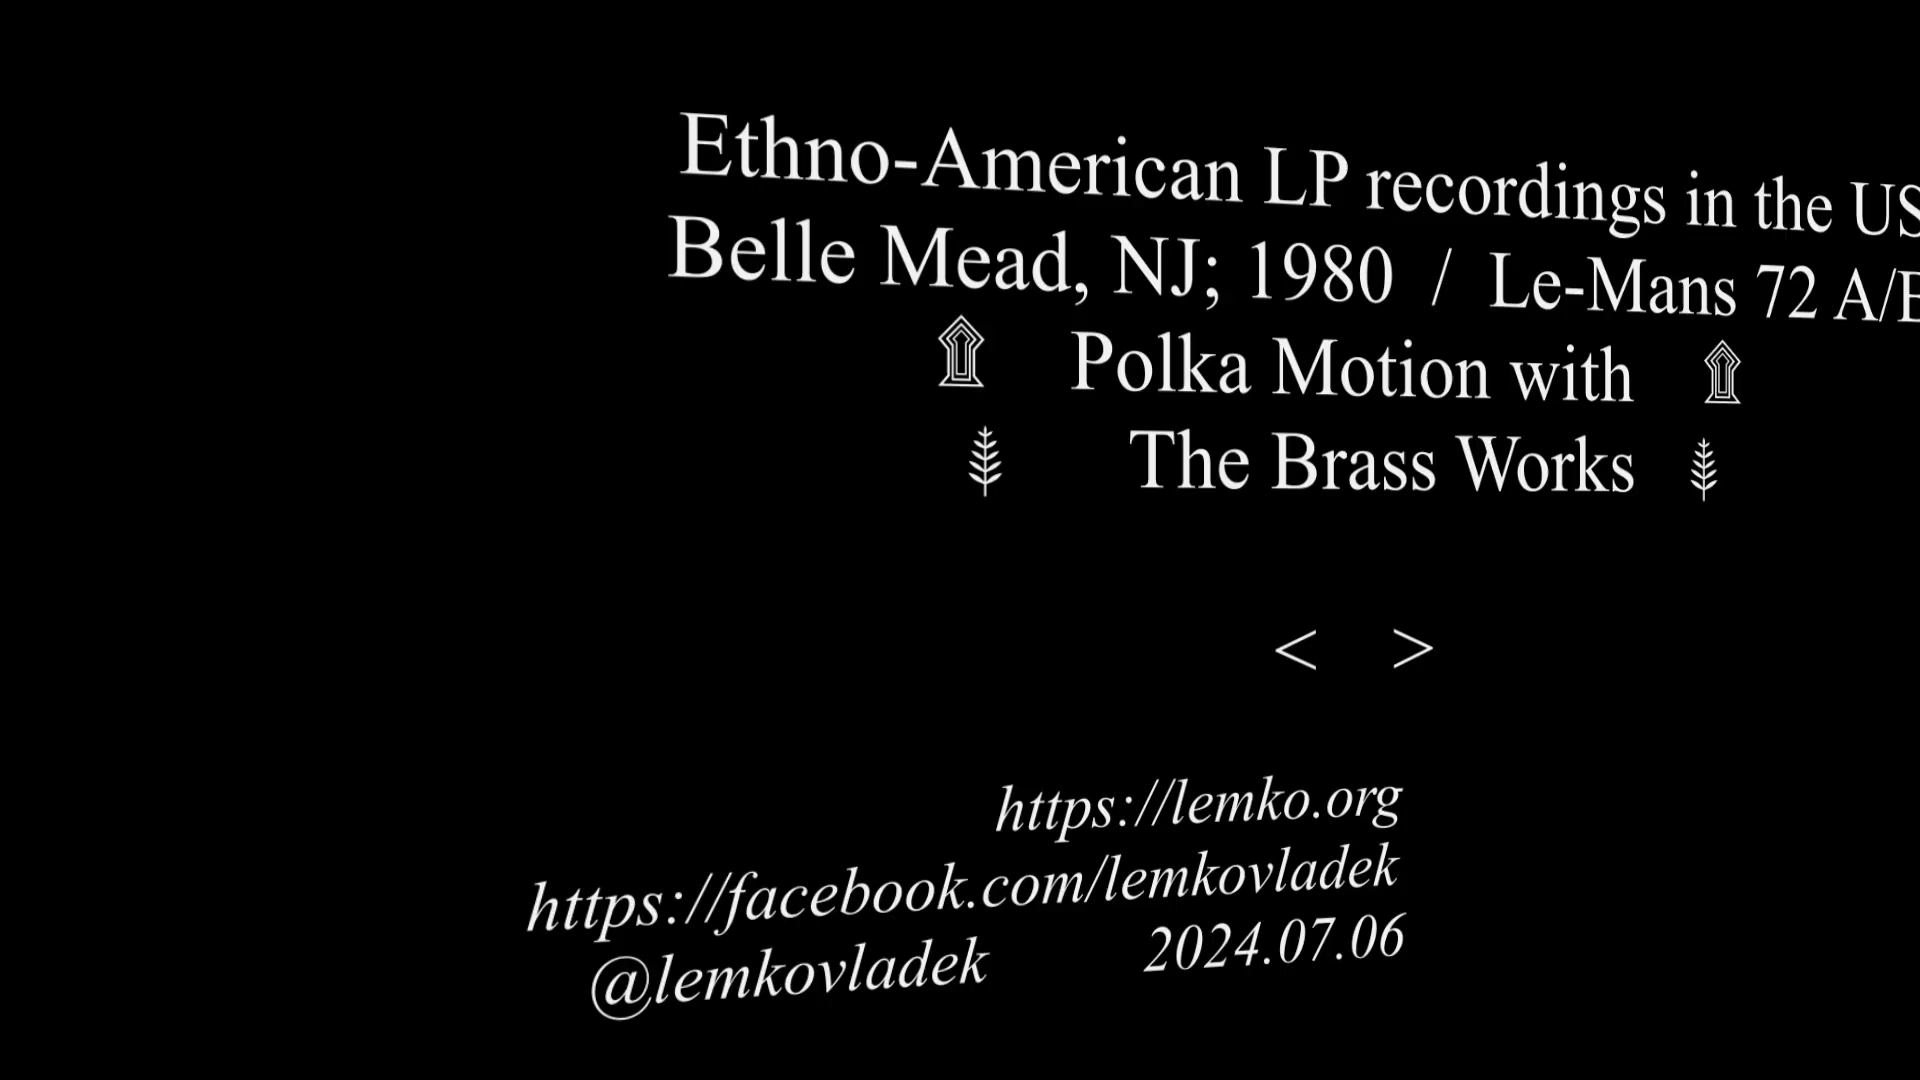 Ethno-American LP recordings in the US
Belle Mead, NJ; 1980 / Le-Mans 72 A/B
۩ Polka Motion with ۩
The Brass Works
< >
https://lemko.org
https://facebook.com/lemkovladek
@lemkovladek 2024.07.06